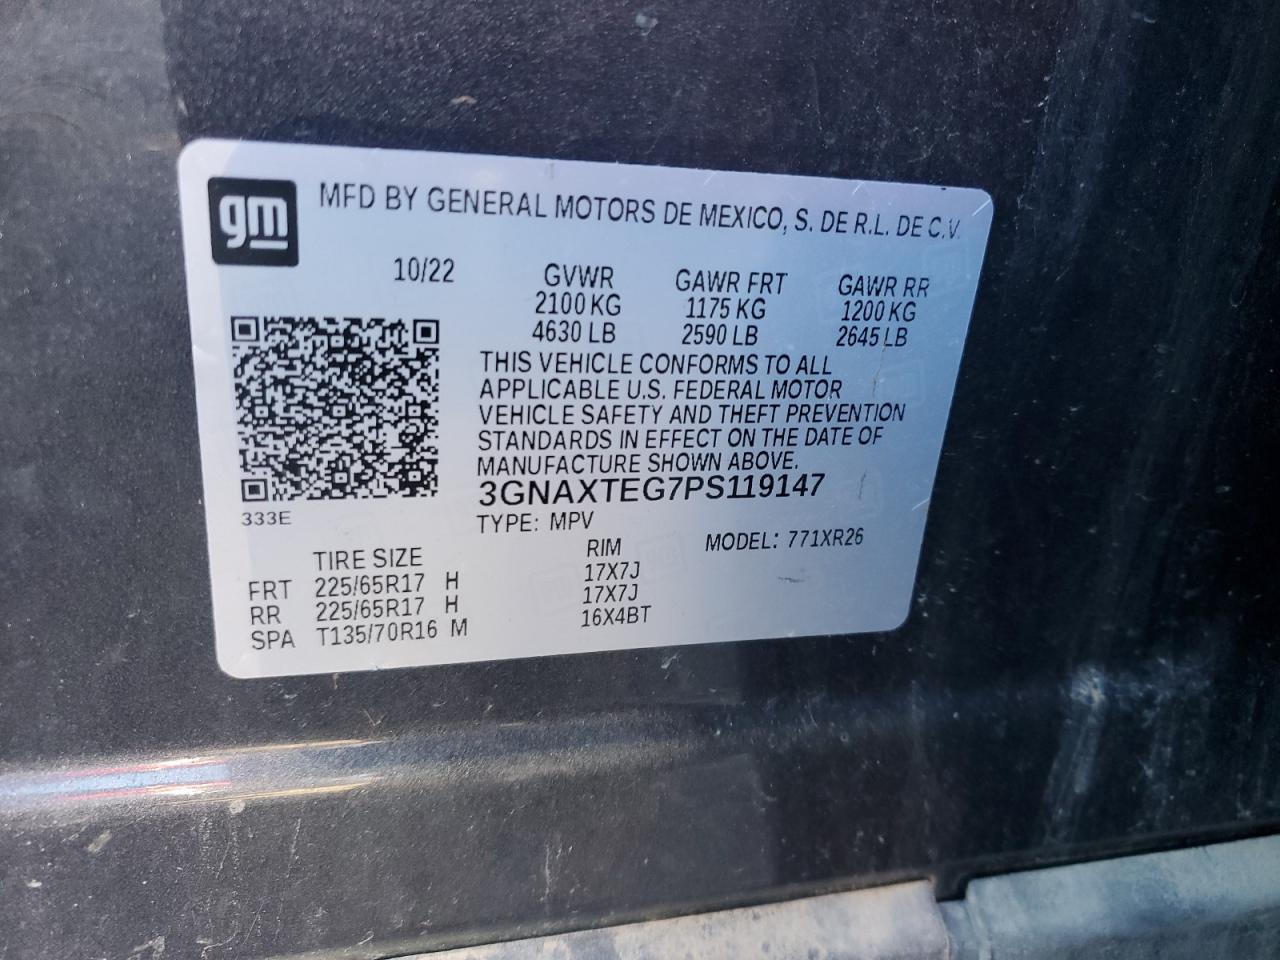 gm
MFD BY GENERAL MOTORS DE MEXICO, S. DE R.L. DE C.V.
10/22 GVWR GAWR FRT GAWR RR
2100 KG 1175 KG 1200 KG
4630 LB 2590 LB 2645 LB
THIS VEHICLE CONFORMS TO ALL
APPLICABLE U.S. FEDERAL MOTOR
VEHICLE SAFETY AND THEFT PREVENTION
STANDARDS IN EFFECT ON THE DATE OF
MANUFACTURE SHOWN ABOVE.
3GNAXTEG7PS119147
333E
TYPE: MPV MODEL: 771XR26
TIRE SIZE RIM
FRT 225/65R17 H 17X7J
RR 225/65R17 H 17X7J
SPA T135/70R16 M 16X4BT